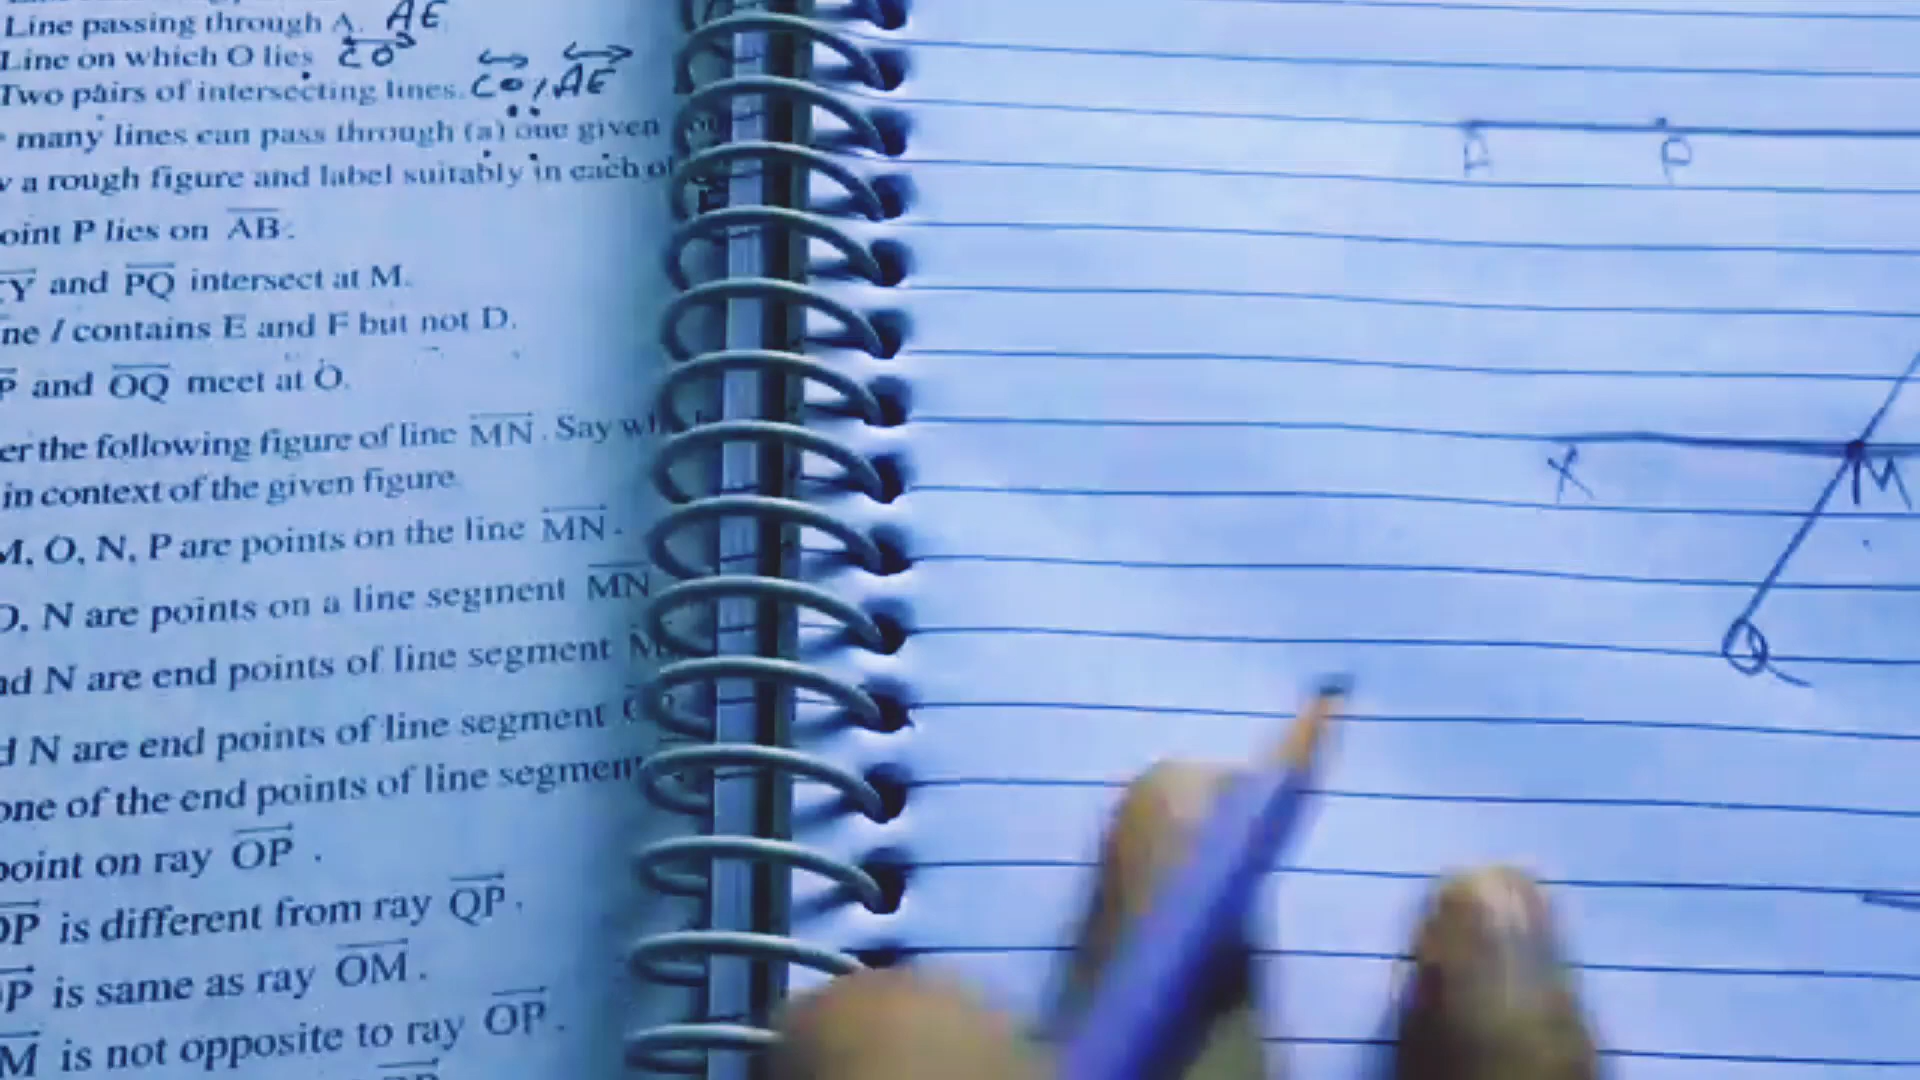 Line passing through A. AE
Line on which O lies CO
Two pairs of intersecting lines. CO, AE
many lines can pass through (a) one given
a rough figure and label suitably in each of
oint P lies on AB.
Y and PQ intersect at M.
ne l contains E and F but not D.
P and OQ meet at O.
er the following figure of line MN. Say
in context of the given figure.
M, O, N, P are points on the line MN.
O, N are points on a line segment MN
nd N are end points of line segment
d N are end points of line segment
one of the end points of line segment
point on ray OP.
OP is different from ray QP.
P is same as ray OM.
M is not opposite to ray OP.
A P
X M
Q